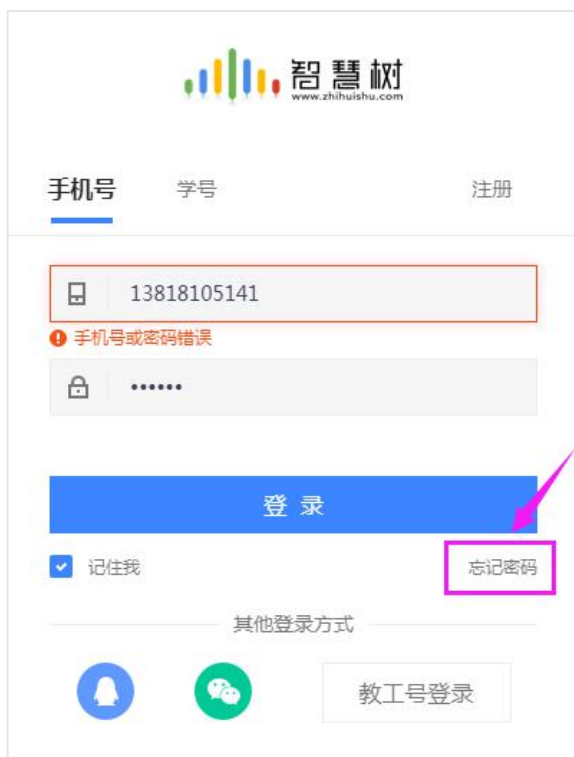 智慧树
www.zhihuishu.com
手机号 学号 注册
13818105141
手机号或密码错误
••••••
登录
记住我 忘记密码
其他登录方式
教工号登录